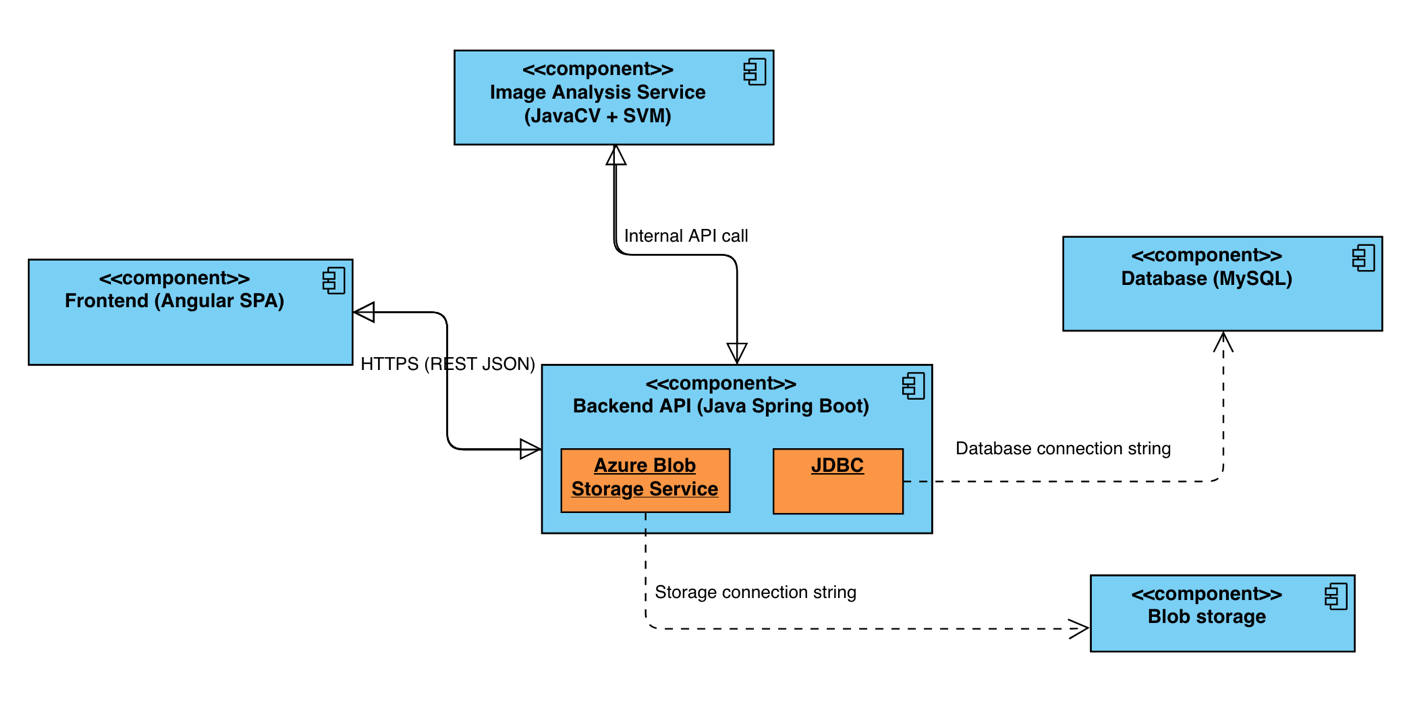 <<component>>
Image Analysis Service
(JavaCV + SVM)
Internal API call
<<component>>
Frontend (Angular SPA)
HTTPS (REST JSON)
<<component>>
Database (MySQL)
<<component>>
Backend API (Java Spring Boot)
Azure Blob
Storage Service
JDBC
Database connection string
Storage connection string
<<component>>
Blob storage